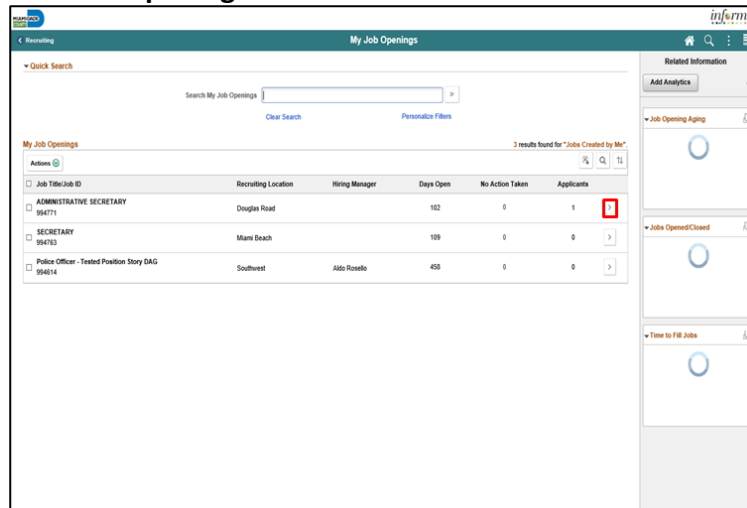 MIAMI-DADE
COUNTY
inform
Recruiting
My Job Openings
Quick Search
Search My Job Openings
Clear Search
Personalize Filters
My Job Openings
3 results found for "Jobs Created by Me".
Actions
Job Title/Job ID Recruiting Location Hiring Manager Days Open No Action Taken Applicants
ADMINISTRATIVE SECRETARY
994771 Douglas Road 102 0 1
SECRETARY
994763 Miami Beach 109 0 0
Police Officer - Tested Position Story DAG
994614 Southwest Aldo Rosello 458 0 0
Related Information
Add Analytics
Job Opening Aging
Jobs Opened/Closed
Time to Fill Jobs